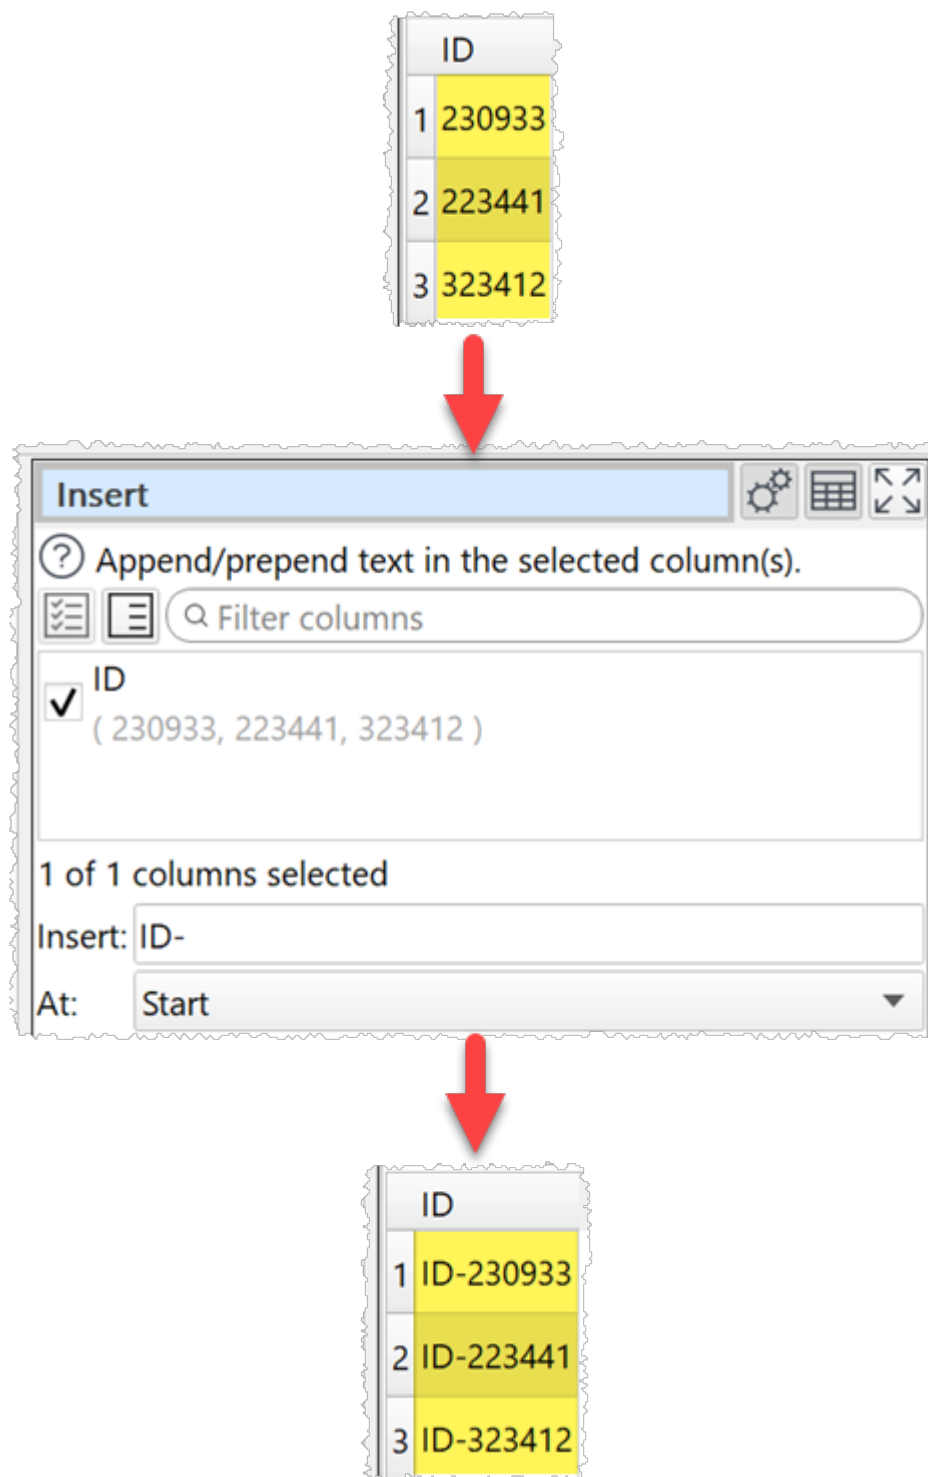 ID
1 230933
2 223441
3 323412
Insert
? Append/prepend text in the selected column(s).
Filter columns
ID
( 230933, 223441, 323412 )
1 of 1 columns selected
Insert: ID-
At: Start
ID
1 ID-230933
2 ID-223441
3 ID-323412